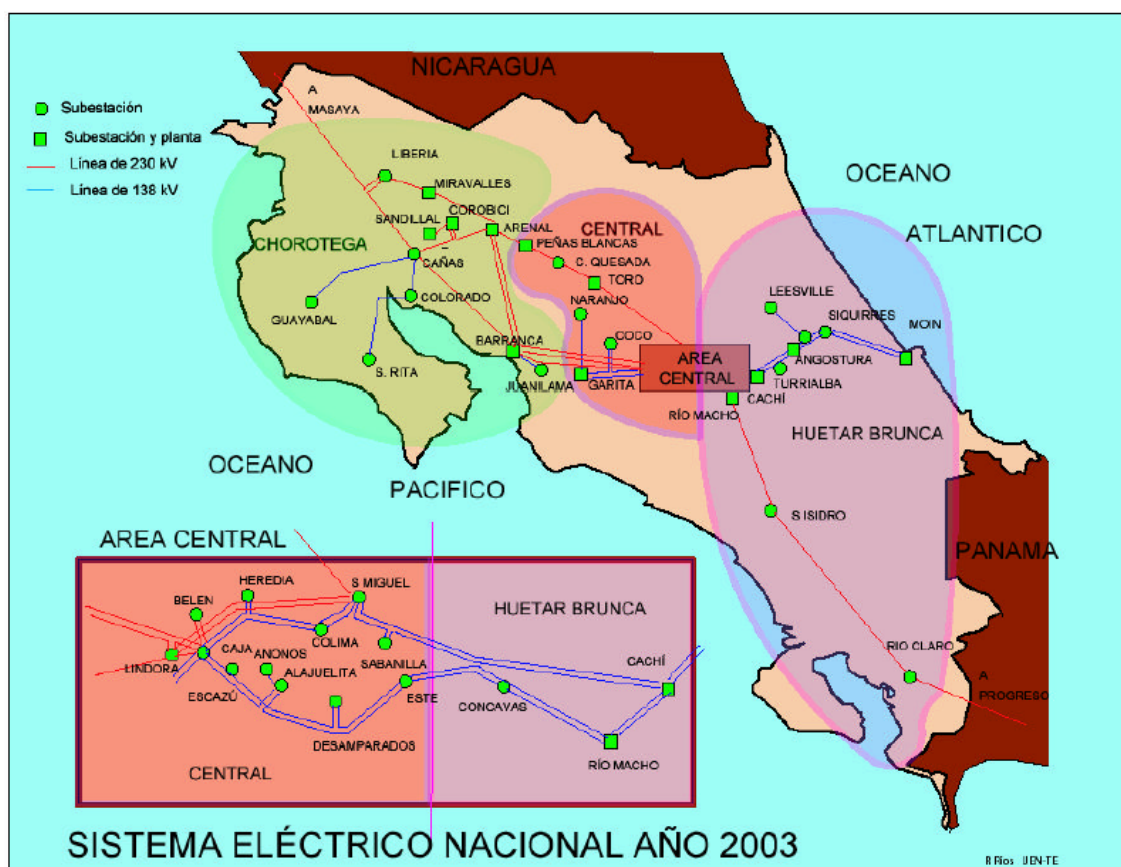 NICARAGUA
A
MASAYA
Subestación
Subestación y planta
Línea de 230 kV
Línea de 138 kV
LIBERIA
MIRAVALLES
OCEANO
ATLANTICO
SANDILLAL
COROBICI
ARENAL
CENTRAL
CHOROTEGA
CAÑAS
PEÑAS BLANCAS
C. QUESADA
TORO
COLORADO
GUAYABAL
NARANJO
COCO
LEESVILLE
SIQUIRRES
MOIN
BARRANCA
AREA
CENTRAL
ANGOSTURA
TURRIALBA
S. RITA
JUANILAMA
GARITA
CACHÍ
RÍO MACHO
HUETAR BRUNCA
OCEANO
PACIFICO
S ISIDRO
PANAMA
AREA CENTRAL
RIO CLARO
A
PROGRESO
HEREDIA
S MIGUEL
BELEN
HUETAR BRUNCA
COLIMA
CAJA
ANONOS
SABANILLA
LINDORA
ALAJUELITA
CACHÍ
ESCAZÚ
ESTE
CONCAVAS
DESAMPARADOS
RÍO MACHO
CENTRAL
SISTEMA ELÉCTRICO NACIONAL AÑO 2003
R Ríos UEN-TE